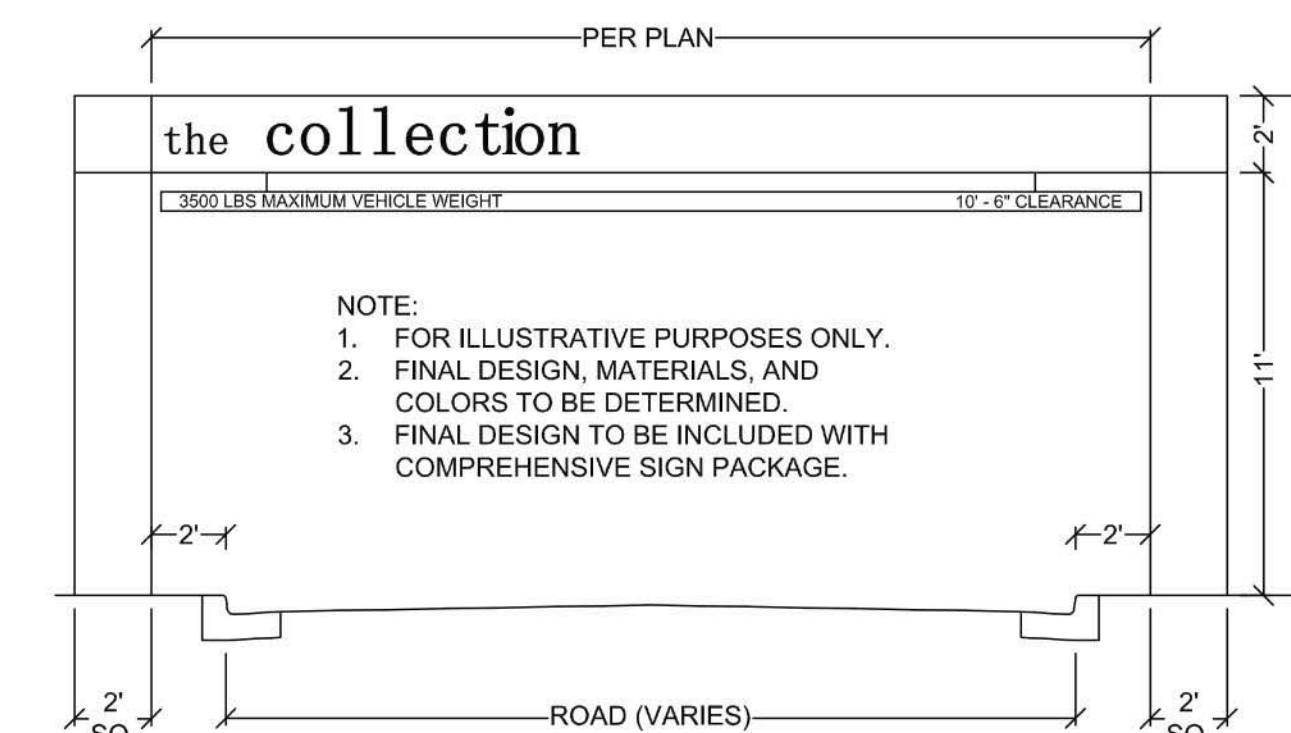 PER PLAN
the collection
2'
3500 LBS MAXIMUM VEHICLE WEIGHT 10' - 6" CLEARANCE
NOTE:
1. FOR ILLUSTRATIVE PURPOSES ONLY.
2. FINAL DESIGN, MATERIALS, AND
COLORS TO BE DETERMINED.
3. FINAL DESIGN TO BE INCLUDED WITH
COMPREHENSIVE SIGN PACKAGE.
11'
2' 2'
2' ROAD (VARIES) 2'